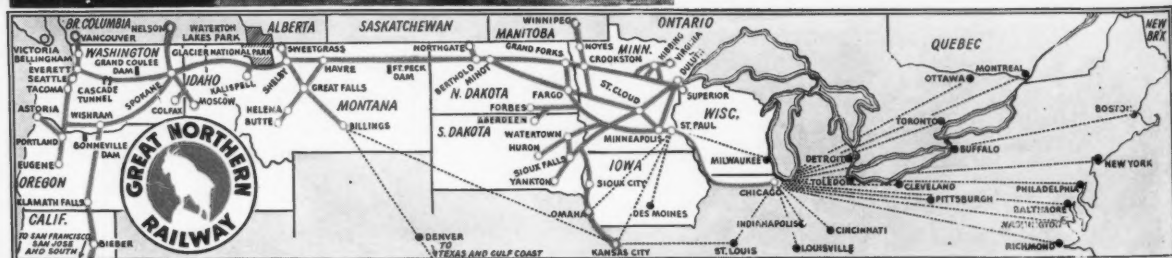 BR. COLUMBIA
NELSON
VANCOUVER
WATERTON
LAKES PARK
ALBERTA
SASKATCHEWAN
WINNIPEG
MANITOBA
ONTARIO
QUEBEC
NEW
BR'K
VICTORIA
BELLINGHAM
WASHINGTON
GRAND COULEE
DAM
GLACIER NATIONAL PARK
SWEETGRASS
NORTHGATE
GRAND FORKS
NOYES
CROOKSTON
MINN.
HIBBING
VIRGINIA
DULUTH
OTTAWA
MONTREAL
EVERETT
SEATTLE
TACOMA
CASCADE
TUNNEL
SPOKANE
IDAHO
KALISPELL
SHELBY
HAVRE
FT. PECK
DAM
BERTHOLD
MINOT
N. DAKOTA
FARGO
ST. CLOUD
SUPERIOR
ASTORIA
WISHRAM
COLFAX
MOSCOW
HELENA
BUTTE
GREAT FALLS
MONTANA
BILLINGS
FORBES
ABERDEEN
S. DAKOTA
WATERTOWN
HURON
MINNEAPOLIS
ST. PAUL
WISC.
TORONTO
BOSTON
PORTLAND
BONNEVILLE
DAM
EUGENE
OREGON
GREAT NORTHERN
RAILWAY
SIOUX FALLS
YANKTON
IOWA
SIOUX CITY
MILWAUKEE
DETROIT
BUFFALO
NEW YORK
KLAMATH FALLS
CALIF.
TO SAN FRANCISCO
SAN JOSE
AND SOUTH
BIEBER
DENVER
TO
TEXAS AND GULF COAST
OMAHA
DES MOINES
KANSAS CITY
CHICAGO
TOLEDO
CLEVELAND
PITTSBURGH
PHILADELPHIA
BALTIMORE
WASHINGTON
RICHMOND
INDIANAPOLIS
CINCINNATI
ST. LOUIS
LOUISVILLE